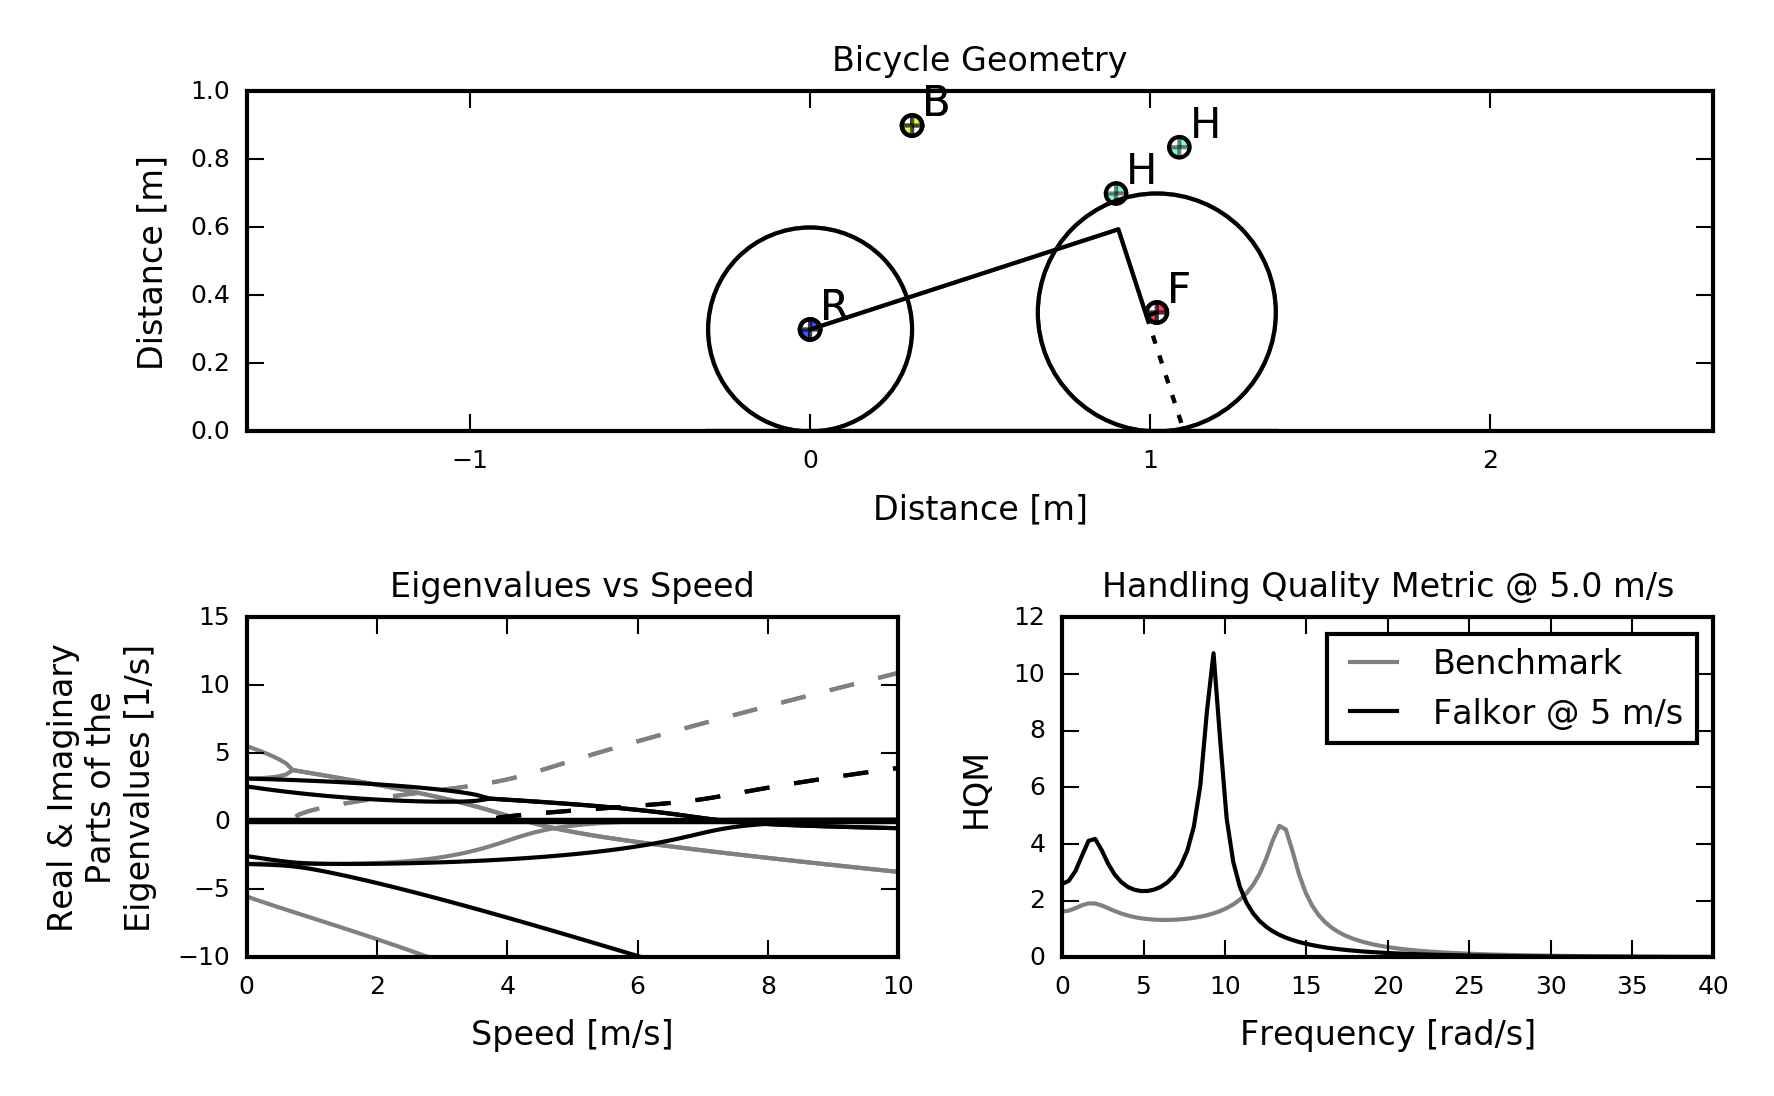 Bicycle Geometry
1.0
0.8
0.6
0.4
0.2
0.0
Distance [m]
B
H
H
R
F
−1 0 1 2
Distance [m]
Eigenvalues vs Speed
15
10
5
0
−5
−10
Real & Imaginary
Parts of the
Eigenvalues [1/s]
0 2 4 6 8 10
Speed [m/s]
Handling Quality Metric @ 5.0 m/s
12
10
8
6
4
2
0
HQM
Benchmark
Falkor @ 5 m/s
0 5 10 15 20 25 30 35 40
Frequency [rad/s]